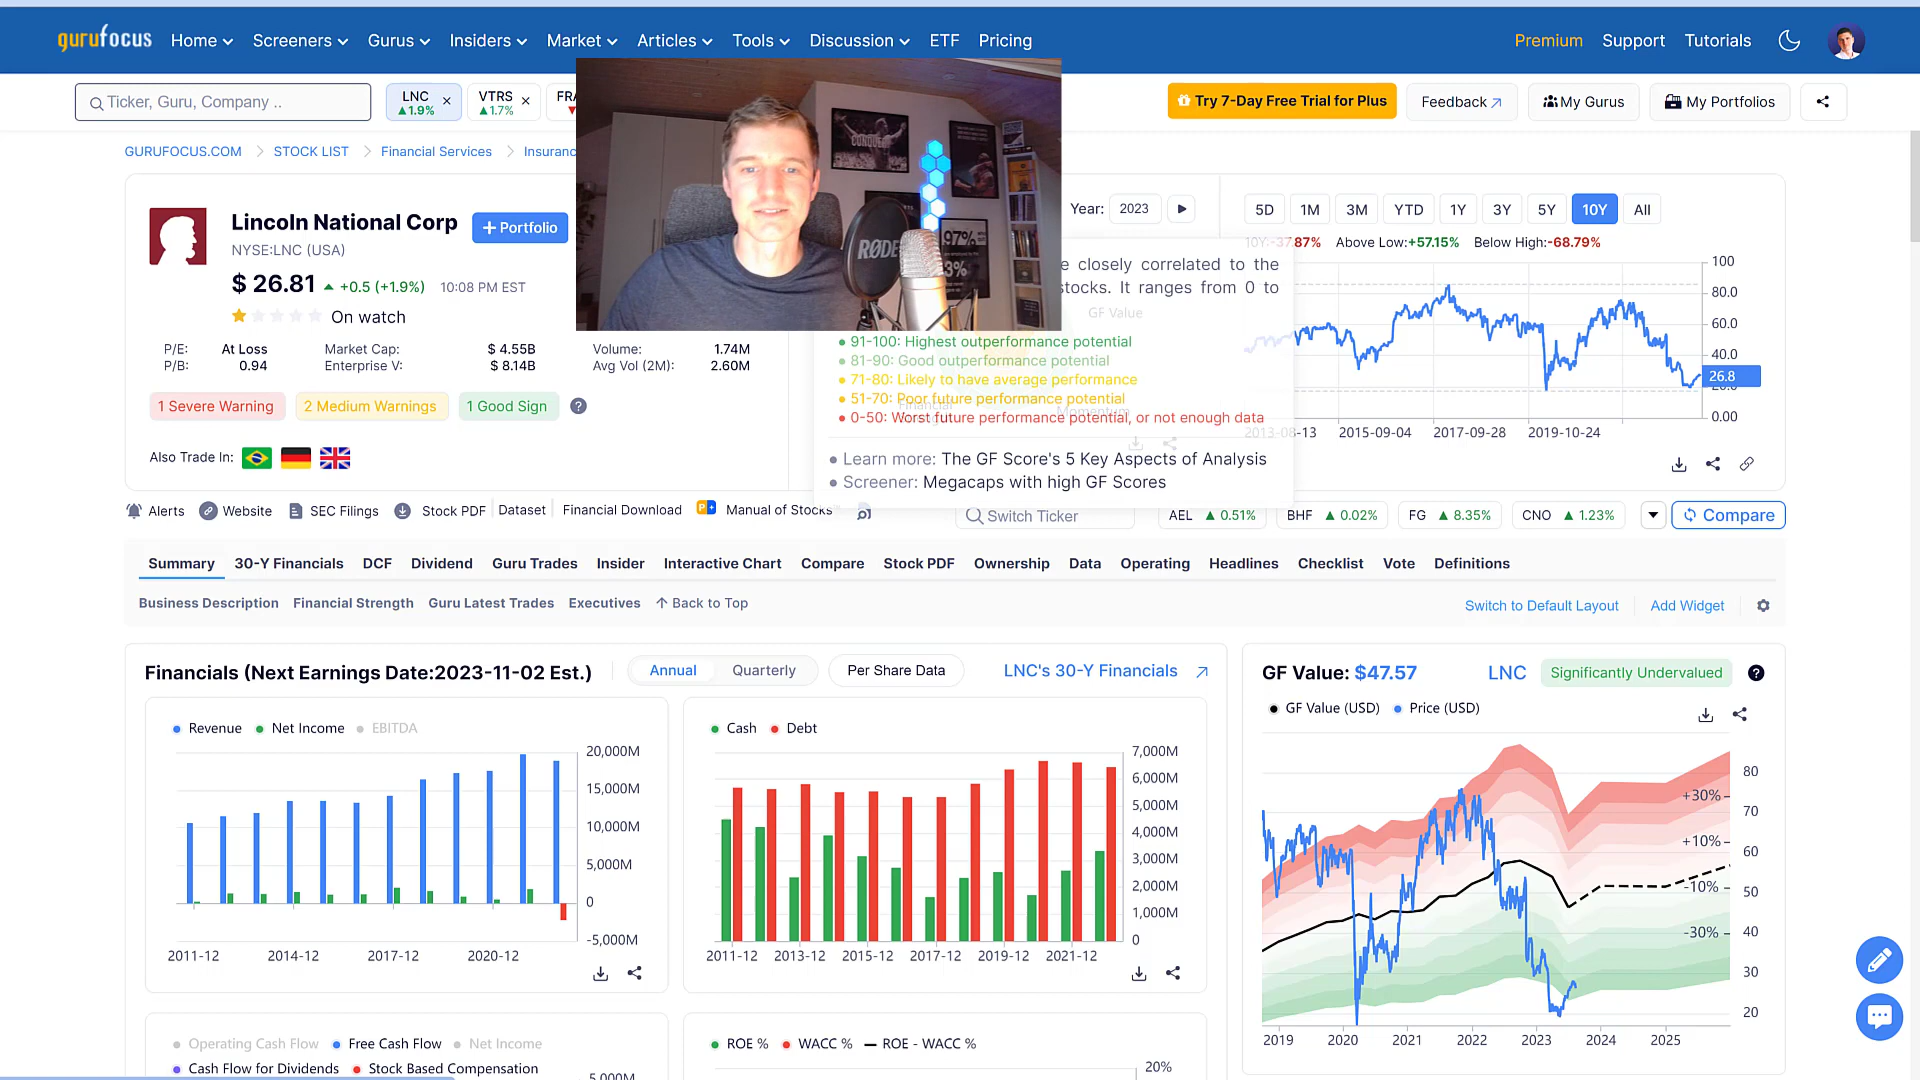 gurufocus
Home
Screeners
Gurus
Insiders
Market
Articles
Tools
Discussion
ETF
Pricing
Premium
Support
Tutorials
Ticker, Guru, Company ..
LNC
▲1.9%
VTRS
▲1.7%
FRA
Try 7-Day Free Trial for Plus
Feedback
My Gurus
My Portfolios
GURUFOCUS.COM
STOCK LIST
Financial Services
Insuranc
CONQUER
RØDE
97%
3%
Lincoln National Corp
+ Portfolio
NYSE:LNC (USA)
$ 26.81
+0.5 (+1.9%)
10:08 PM EST
On watch
P/E: At Loss
Market Cap: $ 4.55B
Volume: 1.74M
P/B: 0.94
Enterprise V: $ 8.14B
Avg Vol (2M): 2.60M
1 Severe Warning
2 Medium Warnings
1 Good Sign
Also Trade In:
Year: 2023
e closely correlated to the
stocks. It ranges from 0 to
GF Value
91-100: Highest outperformance potential
81-90: Good outperformance potential
71-80: Likely to have average performance
51-70: Poor future performance potential
Financial
Momentum
0-50: Worst future performance potential, or not enough data
Learn more: The GF Score's 5 Key Aspects of Analysis
Screener: Megacaps with high GF Scores
5D
1M
3M
YTD
1Y
3Y
5Y
10Y
All
10Y:-37.87%
Above Low:+57.15%
Below High:-68.79%
100
80.0
60.0
40.0
26.8
0.00
2013-08-13
2015-09-04
2017-09-28
2019-10-24
Alerts
Website
SEC Filings
Stock PDF
Dataset
Financial Download
Manual of Stocks
Switch Ticker
AEL ▲ 0.51%
BHF ▲ 0.02%
FG ▲ 8.35%
CNO ▲ 1.23%
Compare
Summary
30-Y Financials
DCF
Dividend
Guru Trades
Insider
Interactive Chart
Compare
Stock PDF
Ownership
Data
Operating
Headlines
Checklist
Vote
Definitions
Business Description
Financial Strength
Guru Latest Trades
Executives
Back to Top
Switch to Default Layout
Add Widget
Financials (Next Earnings Date:2023-11-02 Est.)
Annual
Quarterly
Per Share Data
LNC's 30-Y Financials
Revenue
Net Income
EBITDA
20,000M
15,000M
10,000M
5,000M
0
-5,000M
2011-12
2014-12
2017-12
2020-12
Cash
Debt
7,000M
6,000M
5,000M
4,000M
3,000M
2,000M
1,000M
0
2011-12
2013-12
2015-12
2017-12
2019-12
2021-12
GF Value: $47.57
LNC
Significantly Undervalued
GF Value (USD)
Price (USD)
80
+30%
70
+10%
60
-10%
50
-30%
40
30
20
2019
2020
2021
2022
2023
2024
2025
Operating Cash Flow
Free Cash Flow
Net Income
Cash Flow for Dividends
Stock Based Compensation
5,000M
ROE %
WACC %
ROE - WACC %
20%